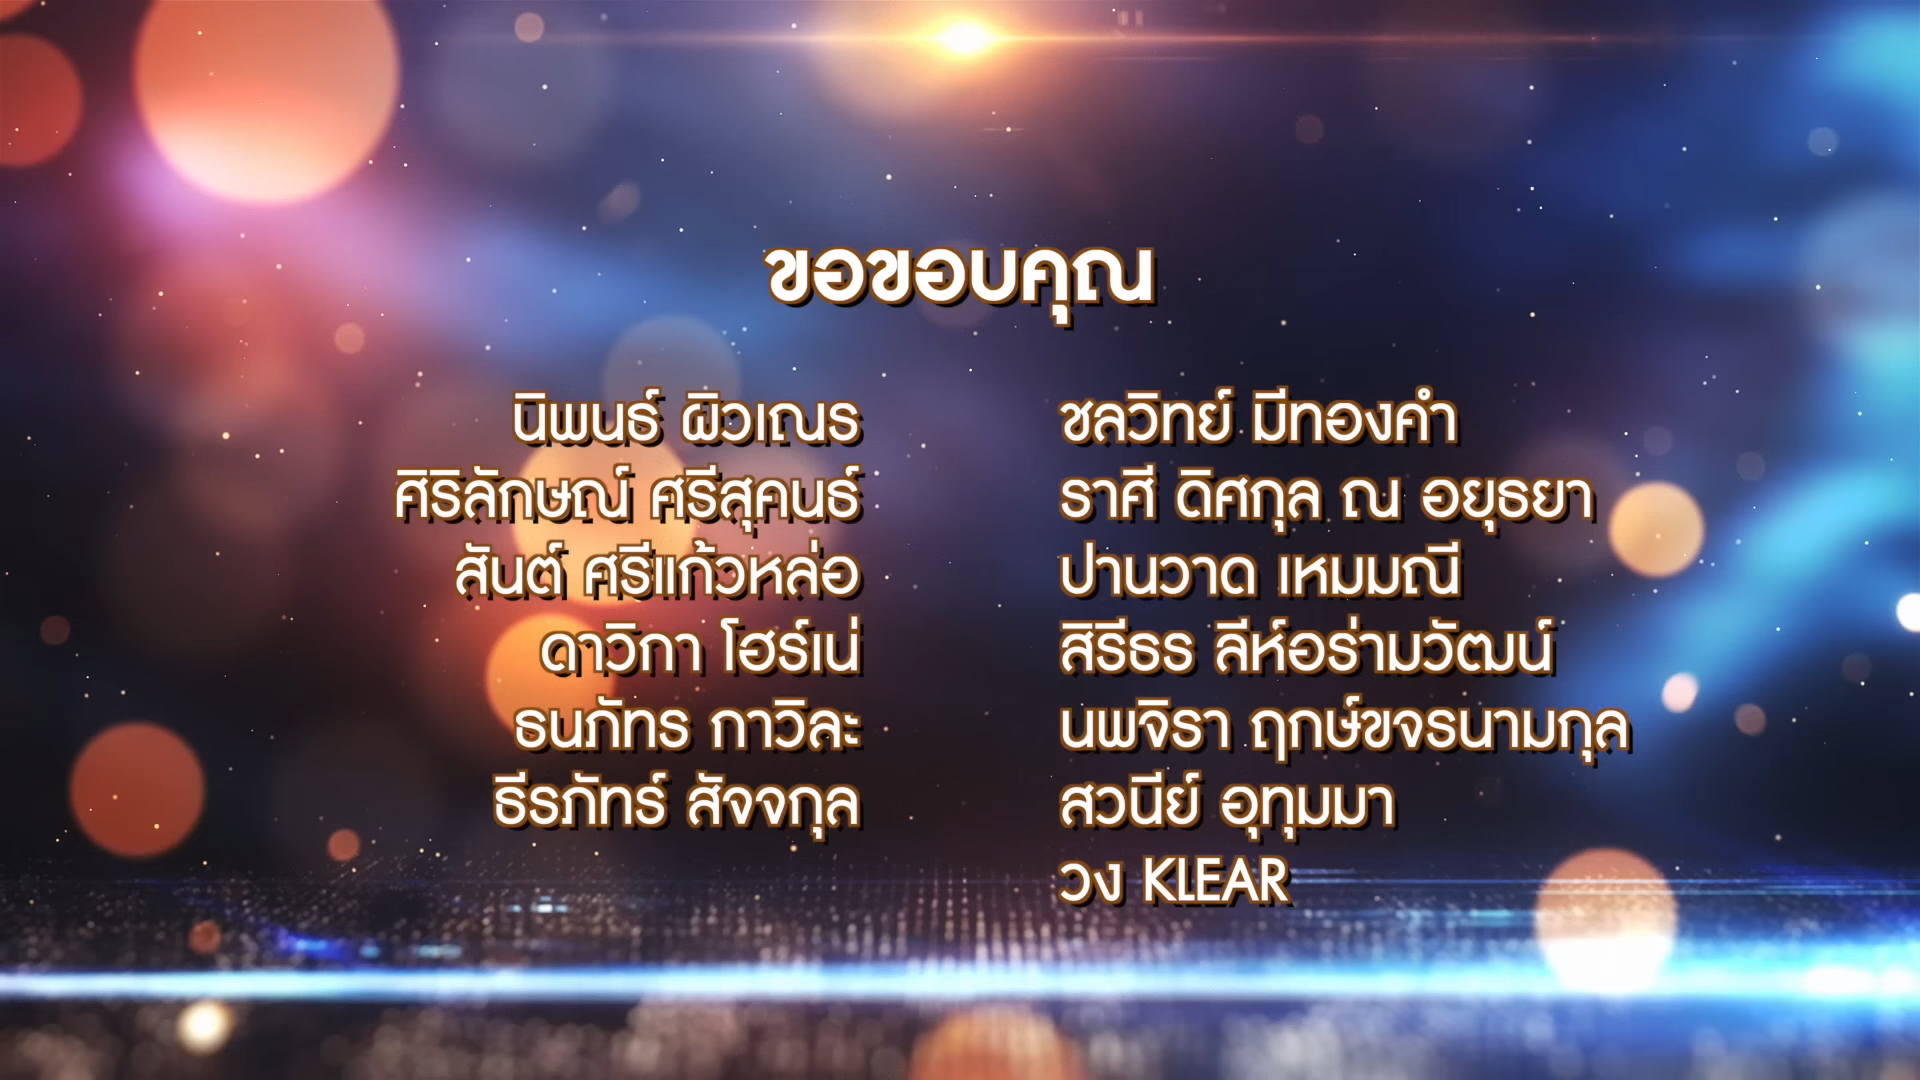 ขอขอบคุณ
นิพนธ์ ผิวเณร
ศิริลักษณ์ ศรีสุคนธ์
สันต์ ศรีแก้วหล่อ
ดาวิกา โฮร์เน่
ธนภัทร กาวิละ
ธีรภัทร์ สัจจกุล
ชลวิทย์ มีทองคำ
ราศี ดิศกุล ณ อยุธยา
ปานวาด เหมมณี
สิรีธร ลีห์อร่ามวัฒน์
นพจิรา ฤกษ์ขจรนามกุล
สวนีย์ อุทุมมา
วง KLEAR